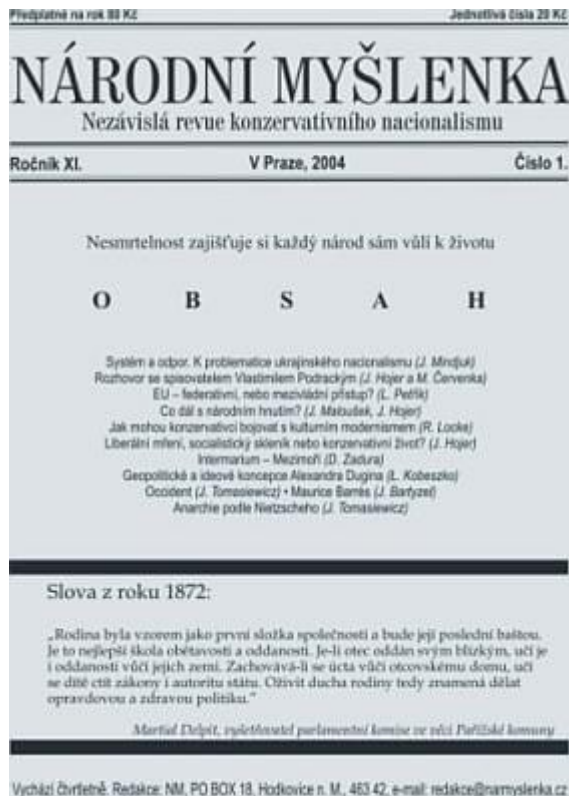 Předplatné na rok 80 Kč Jednotlivá čísla 20 Kč
NÁRODNÍ MYŠLENKA
Nezávislá revue konzervativního nacionalismu
Ročník XI. V Praze, 2004 Číslo 1.
Nesmrtelnost zajišťuje si každý národ sám vůlí k životu
O B S A H
Systém a odpor. K problematice ukrajinského nacionalismu (J. Mindjuk)
Rozhovor se spisovatelem Vlastimilem Podrackým (J. Hojer a M. Červenka)
EU – federativní, nebo mezivládní přístup? (L. Petřík)
Co dál s národním hnutím? (J. Maloušek, J. Hojer)
Jak mohou konzervativci bojovat s kulturním modernismem (R. Locke)
Liberální mření, socialistický skleník nebo konzervativní život? (J. Hojer)
Intermarium – Mezimoří (D. Zadura)
Geopolitické a ideové koncepce Alexandra Dugina (L. Kobeszko)
Occident (J. Tomasiewicz) • Maurice Barrès (J. Bartyzel)
Anarchie podle Nietzscheho (J. Tomasiewicz)
Slova z roku 1872:
„Rodina byla vzorem jako první složka společnosti a bude její poslední baštou.
Je to nejlepší škola obětavosti a oddanosti. Je-li otec oddán svým blízkým, učí je
i oddanosti vůči jejich zemi. Zachovává-li se úcta vůči otcovskému domu, učí
se dítě ctít zákony i autoritu státu. Oživit ducha rodiny tedy znamená dělat
opravdovou a zdravou politiku.“
Martial Delpit, vyšetřovatel parlamentní komise ve věci Pařížské komuny
Vychází čtvrtletně. Redakce: NM, PO BOX 18, Hodkovice n. M., 463 42, e-mail: redakce@narmyslenka.cz